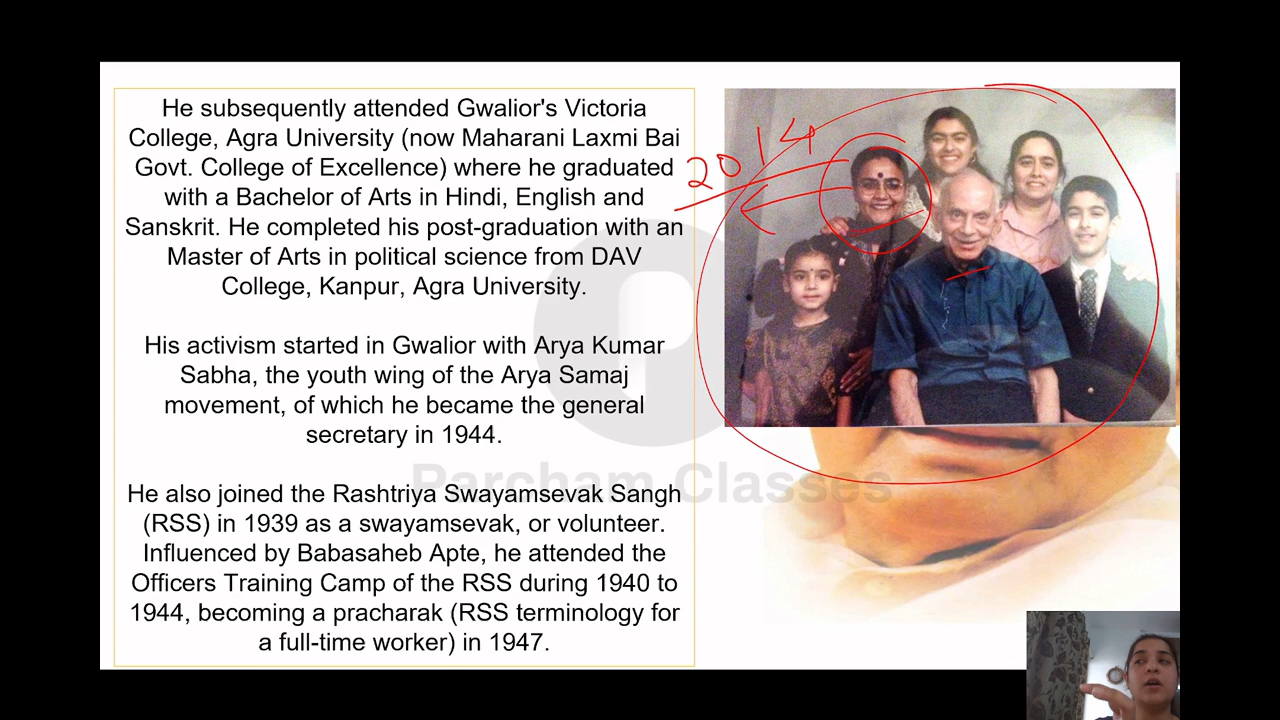 He subsequently attended Gwalior's Victoria
College, Agra University (now Maharani Laxmi Bai
Govt. College of Excellence) where he graduated
with a Bachelor of Arts in Hindi, English and
Sanskrit. He completed his post-graduation with an
Master of Arts in political science from DAV
College, Kanpur, Agra University.
His activism started in Gwalior with Arya Kumar
Sabha, the youth wing of the Arya Samaj
movement, of which he became the general
secretary in 1944.
He also joined the Rashtriya Swayamsevak Sangh
(RSS) in 1939 as a swayamsevak, or volunteer.
Influenced by Babasaheb Apte, he attended the
Officers Training Camp of the RSS during 1940 to
1944, becoming a pracharak (RSS terminology for
a full-time worker) in 1947.
2014
Parcham Classes